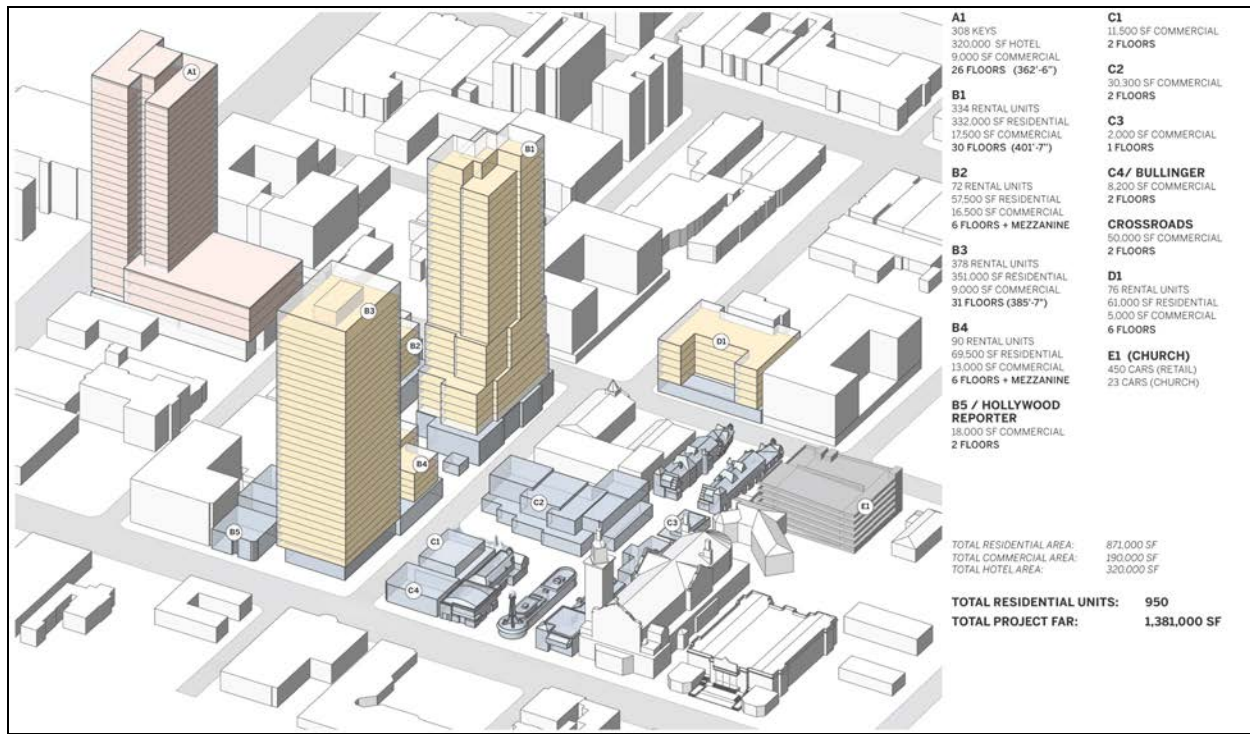 A1
308 KEYS
320,000 SF HOTEL
9,000 SF COMMERCIAL
26 FLOORS (362'-6")
B1
334 RENTAL UNITS
332,000 SF RESIDENTIAL
17,500 SF COMMERCIAL
30 FLOORS (401'-7")
B2
72 RENTAL UNITS
57,500 SF RESIDENTIAL
16,500 SF COMMERCIAL
6 FLOORS + MEZZANINE
B3
378 RENTAL UNITS
351,000 SF RESIDENTIAL
9,000 SF COMMERCIAL
31 FLOORS (385'-7")
B4
90 RENTAL UNITS
69,500 SF RESIDENTIAL
13,000 SF COMMERCIAL
6 FLOORS + MEZZANINE
B5 / HOLLYWOOD
REPORTER
18,000 SF COMMERCIAL
2 FLOORS
C1
11,500 SF COMMERCIAL
2 FLOORS
C2
30,300 SF COMMERCIAL
2 FLOORS
C3
2,000 SF COMMERCIAL
1 FLOORS
C4/ BULLINGER
8,200 SF COMMERCIAL
2 FLOORS
CROSSROADS
50,000 SF COMMERCIAL
2 FLOORS
D1
76 RENTAL UNITS
61,000 SF RESIDENTIAL
5,000 SF COMMERCIAL
6 FLOORS
E1 (CHURCH)
450 CARS (RETAIL)
23 CARS (CHURCH)
TOTAL RESIDENTIAL AREA: 871,000 SF
TOTAL COMMERCIAL AREA: 190,000 SF
TOTAL HOTEL AREA: 320,000 SF
TOTAL RESIDENTIAL UNITS: 950
TOTAL PROJECT FAR: 1,381,000 SF
A1
B1
B3
B2
D1
B4
C2
E1
C3
B5
C1
C4